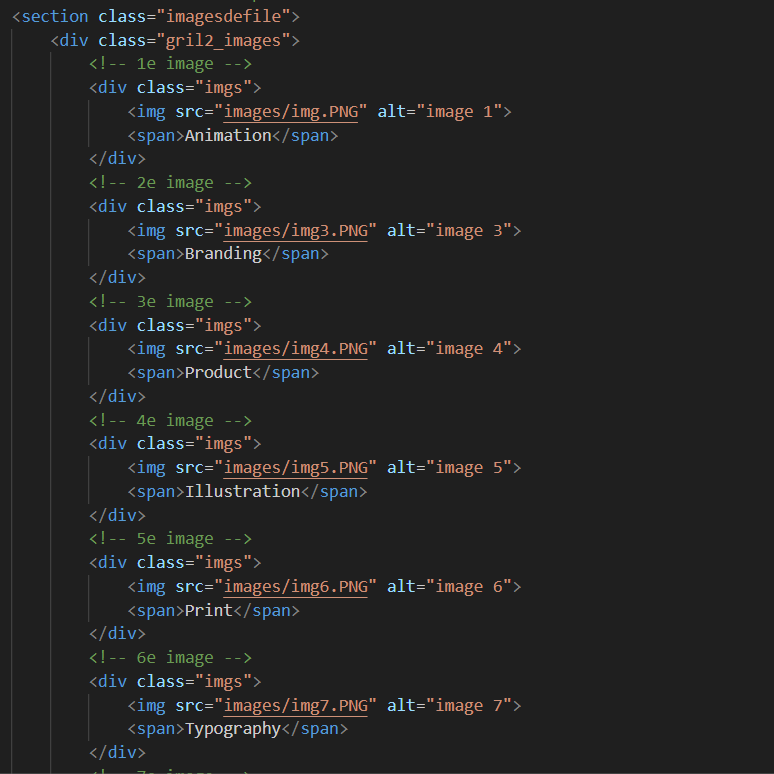 <section class="imagesdefile">
<div class="gril2_images">
<!-- 1e image -->
<div class="imgs">
<img src="images/img.PNG" alt="image 1">
<span>Animation</span>
</div>
<!-- 2e image -->
<div class="imgs">
<img src="images/img3.PNG" alt="image 3">
<span>Branding</span>
</div>
<!-- 3e image -->
<div class="imgs">
<img src="images/img4.PNG" alt="image 4">
<span>Product</span>
</div>
<!-- 4e image -->
<div class="imgs">
<img src="images/img5.PNG" alt="image 5">
<span>Illustration</span>
</div>
<!-- 5e image -->
<div class="imgs">
<img src="images/img6.PNG" alt="image 6">
<span>Print</span>
</div>
<!-- 6e image -->
<div class="imgs">
<img src="images/img7.PNG" alt="image 7">
<span>Typography</span>
</div>